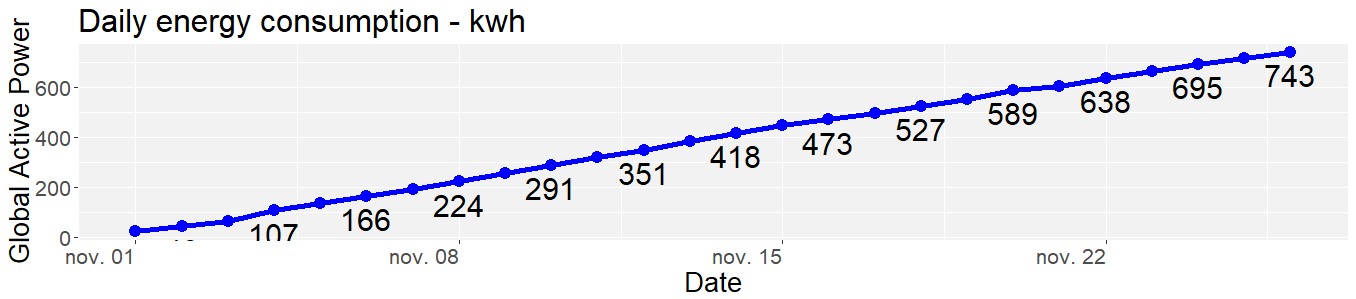 Daily energy consumption - kwh
Global Active Power
600
400
200
0
107
166
224
291
351
418
473
527
589
638
695
743
nov. 01
nov. 08
nov. 15
nov. 22
Date